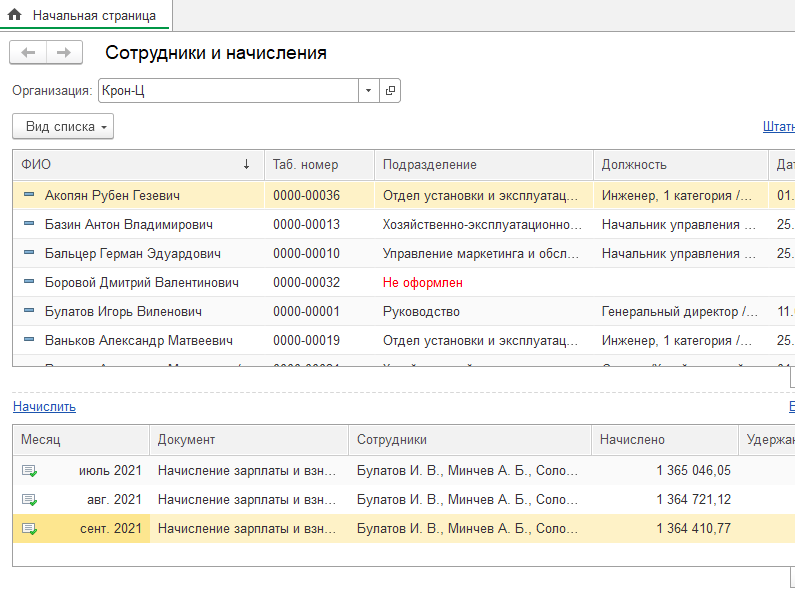 Начальная страница
Сотрудники и начисления
Организация: Крон-Ц
Вид списка
Штатн
ФИО ↓ Таб. номер Подразделение Должность Дат
Акопян Рубен Гезевич 0000-00036 Отдел установки и эксплуатац... Инженер, 1 категория /... 01.
Базин Антон Владимирович 0000-00013 Хозяйственно-эксплуатационно... Начальник управления ... 25.
Бальцер Герман Эдуардович 0000-00010 Управление маркетинга и обсл... Начальник управления ... 25.
Боровой Дмитрий Валентинович 0000-00032 Не оформлен
Булатов Игорь Виленович 0000-00001 Руководство Генеральный директор /... 11.
Ваньков Александр Матвеевич 0000-00019 Отдел установки и эксплуатац... Инженер, 1 категория /... 25.
Начислить
Месяц Документ Сотрудники Начислено Удержан
июль 2021 Начисление зарплаты и взн... Булатов И. В., Минчев А. Б., Соло... 1 365 046,05
авг. 2021 Начисление зарплаты и взн... Булатов И. В., Минчев А. Б., Соло... 1 364 721,12
сент. 2021 Начисление зарплаты и взн... Булатов И. В., Минчев А. Б., Соло... 1 364 410,77